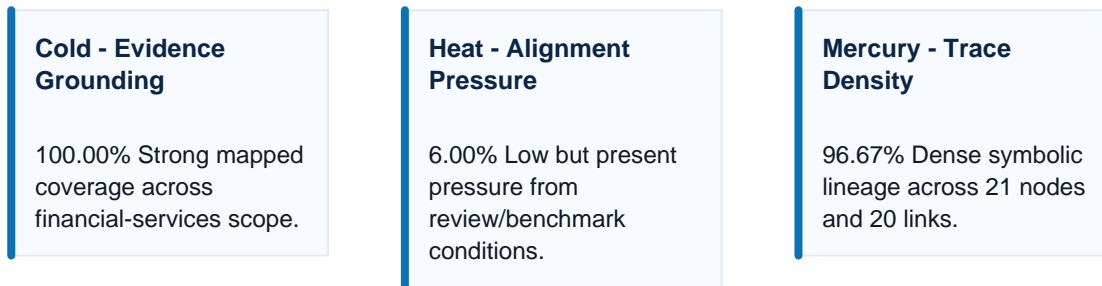 Cold - Evidence
Grounding
100.00% Strong mapped
coverage across
financial-services scope.
Heat - Alignment
Pressure
6.00% Low but present
pressure from
review/benchmark
conditions.
Mercury - Trace
Density
96.67% Dense symbolic
lineage across 21 nodes
and 20 links.